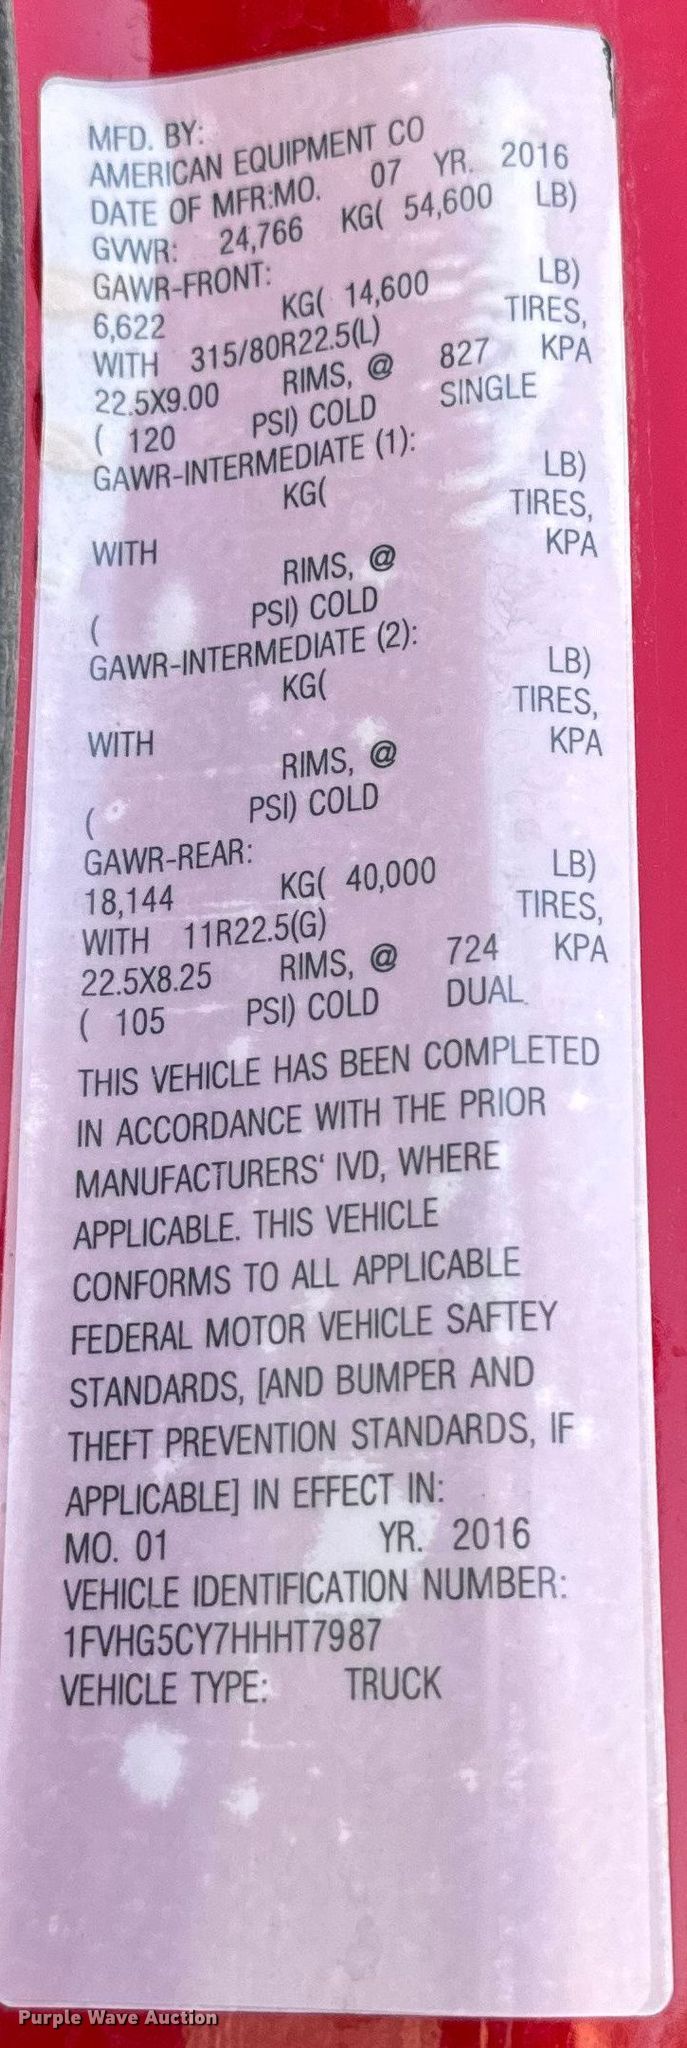 MFD. BY:
AMERICAN EQUIPMENT CO
DATE OF MFR:MO. 07 YR. 2016
GVWR: 24,766 KG( 54,600 LB)
GAWR-FRONT:
6,622 KG( 14,600 LB)
WITH 315/80R22.5(L) TIRES,
22.5X9.00 RIMS, @ 827 KPA
( 120 PSI) COLD SINGLE
GAWR-INTERMEDIATE (1):
KG( LB)
WITH TIRES,
RIMS, @ KPA
( PSI) COLD
GAWR-INTERMEDIATE (2):
KG( LB)
WITH TIRES,
RIMS, @ KPA
( PSI) COLD
GAWR-REAR:
18,144 KG( 40,000 LB)
WITH 11R22.5(G) TIRES,
22.5X8.25 RIMS, @ 724 KPA
( 105 PSI) COLD DUAL
THIS VEHICLE HAS BEEN COMPLETED
IN ACCORDANCE WITH THE PRIOR
MANUFACTURERS' IVD, WHERE
APPLICABLE. THIS VEHICLE
CONFORMS TO ALL APPLICABLE
FEDERAL MOTOR VEHICLE SAFTEY
STANDARDS, [AND BUMPER AND
THEFT PREVENTION STANDARDS, IF
APPLICABLE] IN EFFECT IN:
MO. 01 YR. 2016
VEHICLE IDENTIFICATION NUMBER:
1FVHG5CY7HHHT7987
VEHICLE TYPE: TRUCK
Purple Wave Auction